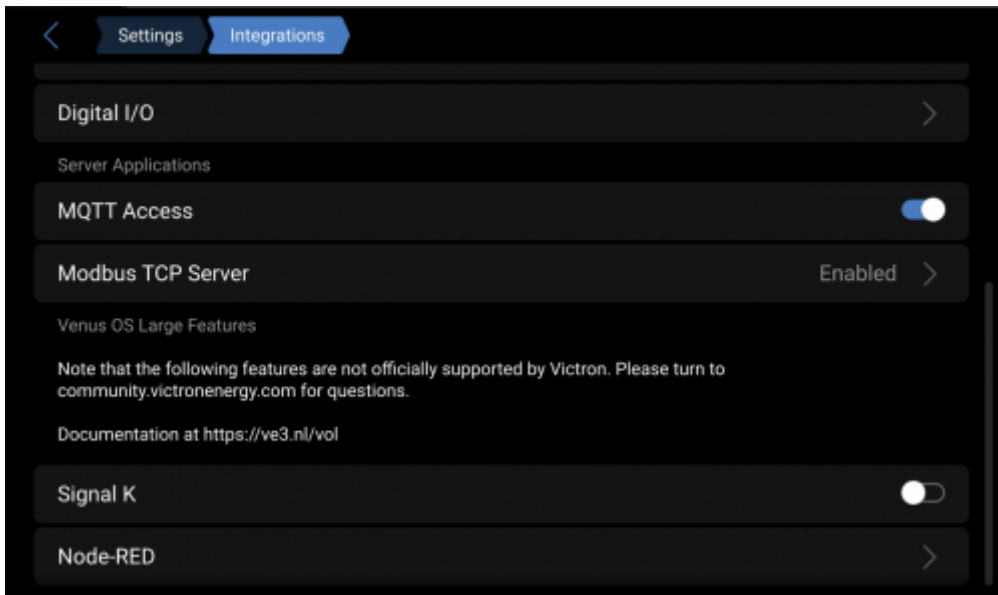 Settings
Integrations
Digital I/O
Server Applications
MQTT Access
Modbus TCP Server
Enabled
Venus OS Large Features
Note that the following features are not officially supported by Victron. Please turn to
community.victronenergy.com for questions.
Documentation at https://ve3.nl/vol
Signal K
Node-RED